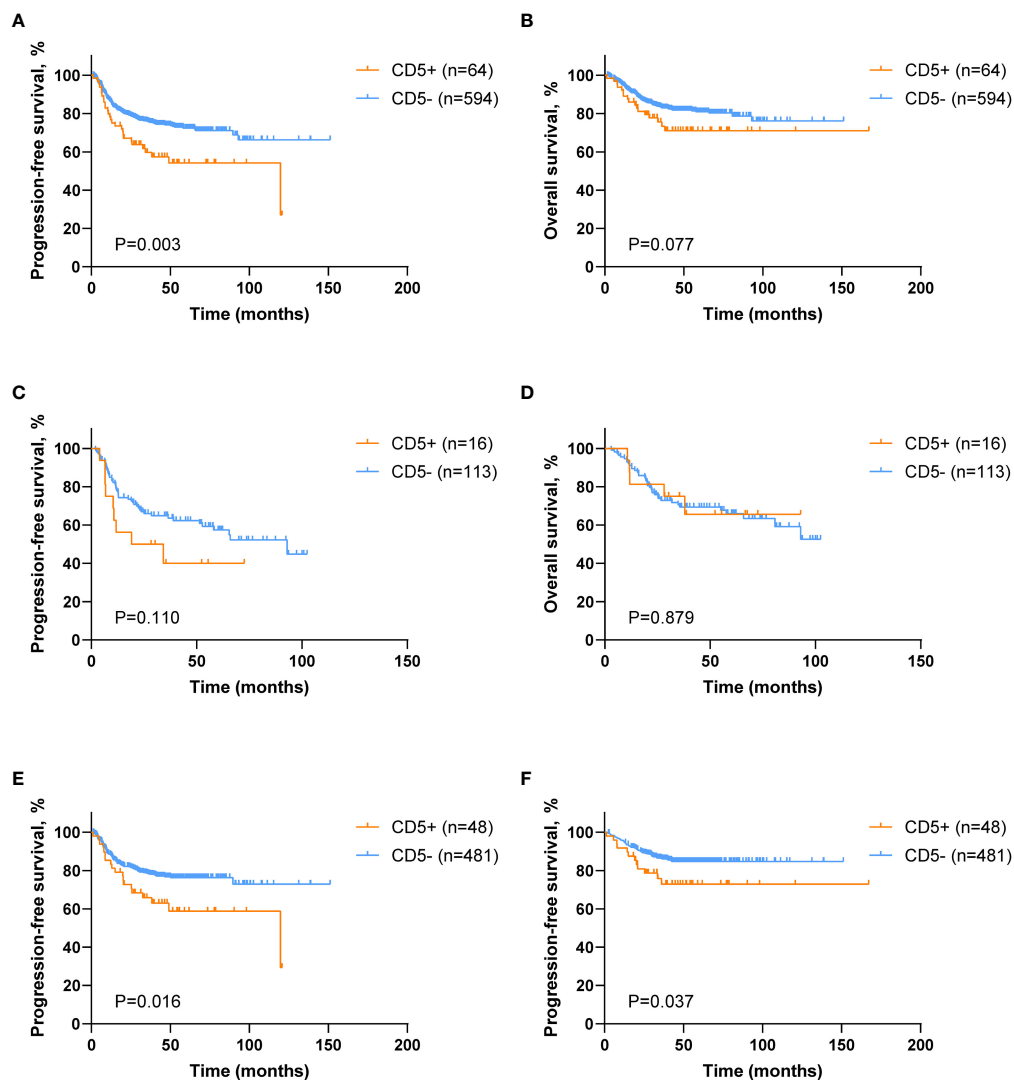 A
Progression-free survival, %
100
80
60
40
20
0
0 50 100 150 200
Time (months)
CD5+ (n=64)
CD5- (n=594)
P=0.003
B
Overall survival, %
100
80
60
40
20
0
0 50 100 150 200
Time (months)
CD5+ (n=64)
CD5- (n=594)
P=0.077
C
Progression-free survival, %
100
80
60
40
20
0
0 50 100 150
Time (months)
CD5+ (n=16)
CD5- (n=113)
P=0.110
D
Overall survival, %
100
80
60
40
20
0
0 50 100 150
Time (months)
CD5+ (n=16)
CD5- (n=113)
P=0.879
E
Progression-free survival, %
100
80
60
40
20
0
0 50 100 150 200
Time (months)
CD5+ (n=48)
CD5- (n=481)
P=0.016
F
Progression-free survival, %
100
80
60
40
20
0
0 50 100 150 200
Time (months)
CD5+ (n=48)
CD5- (n=481)
P=0.037